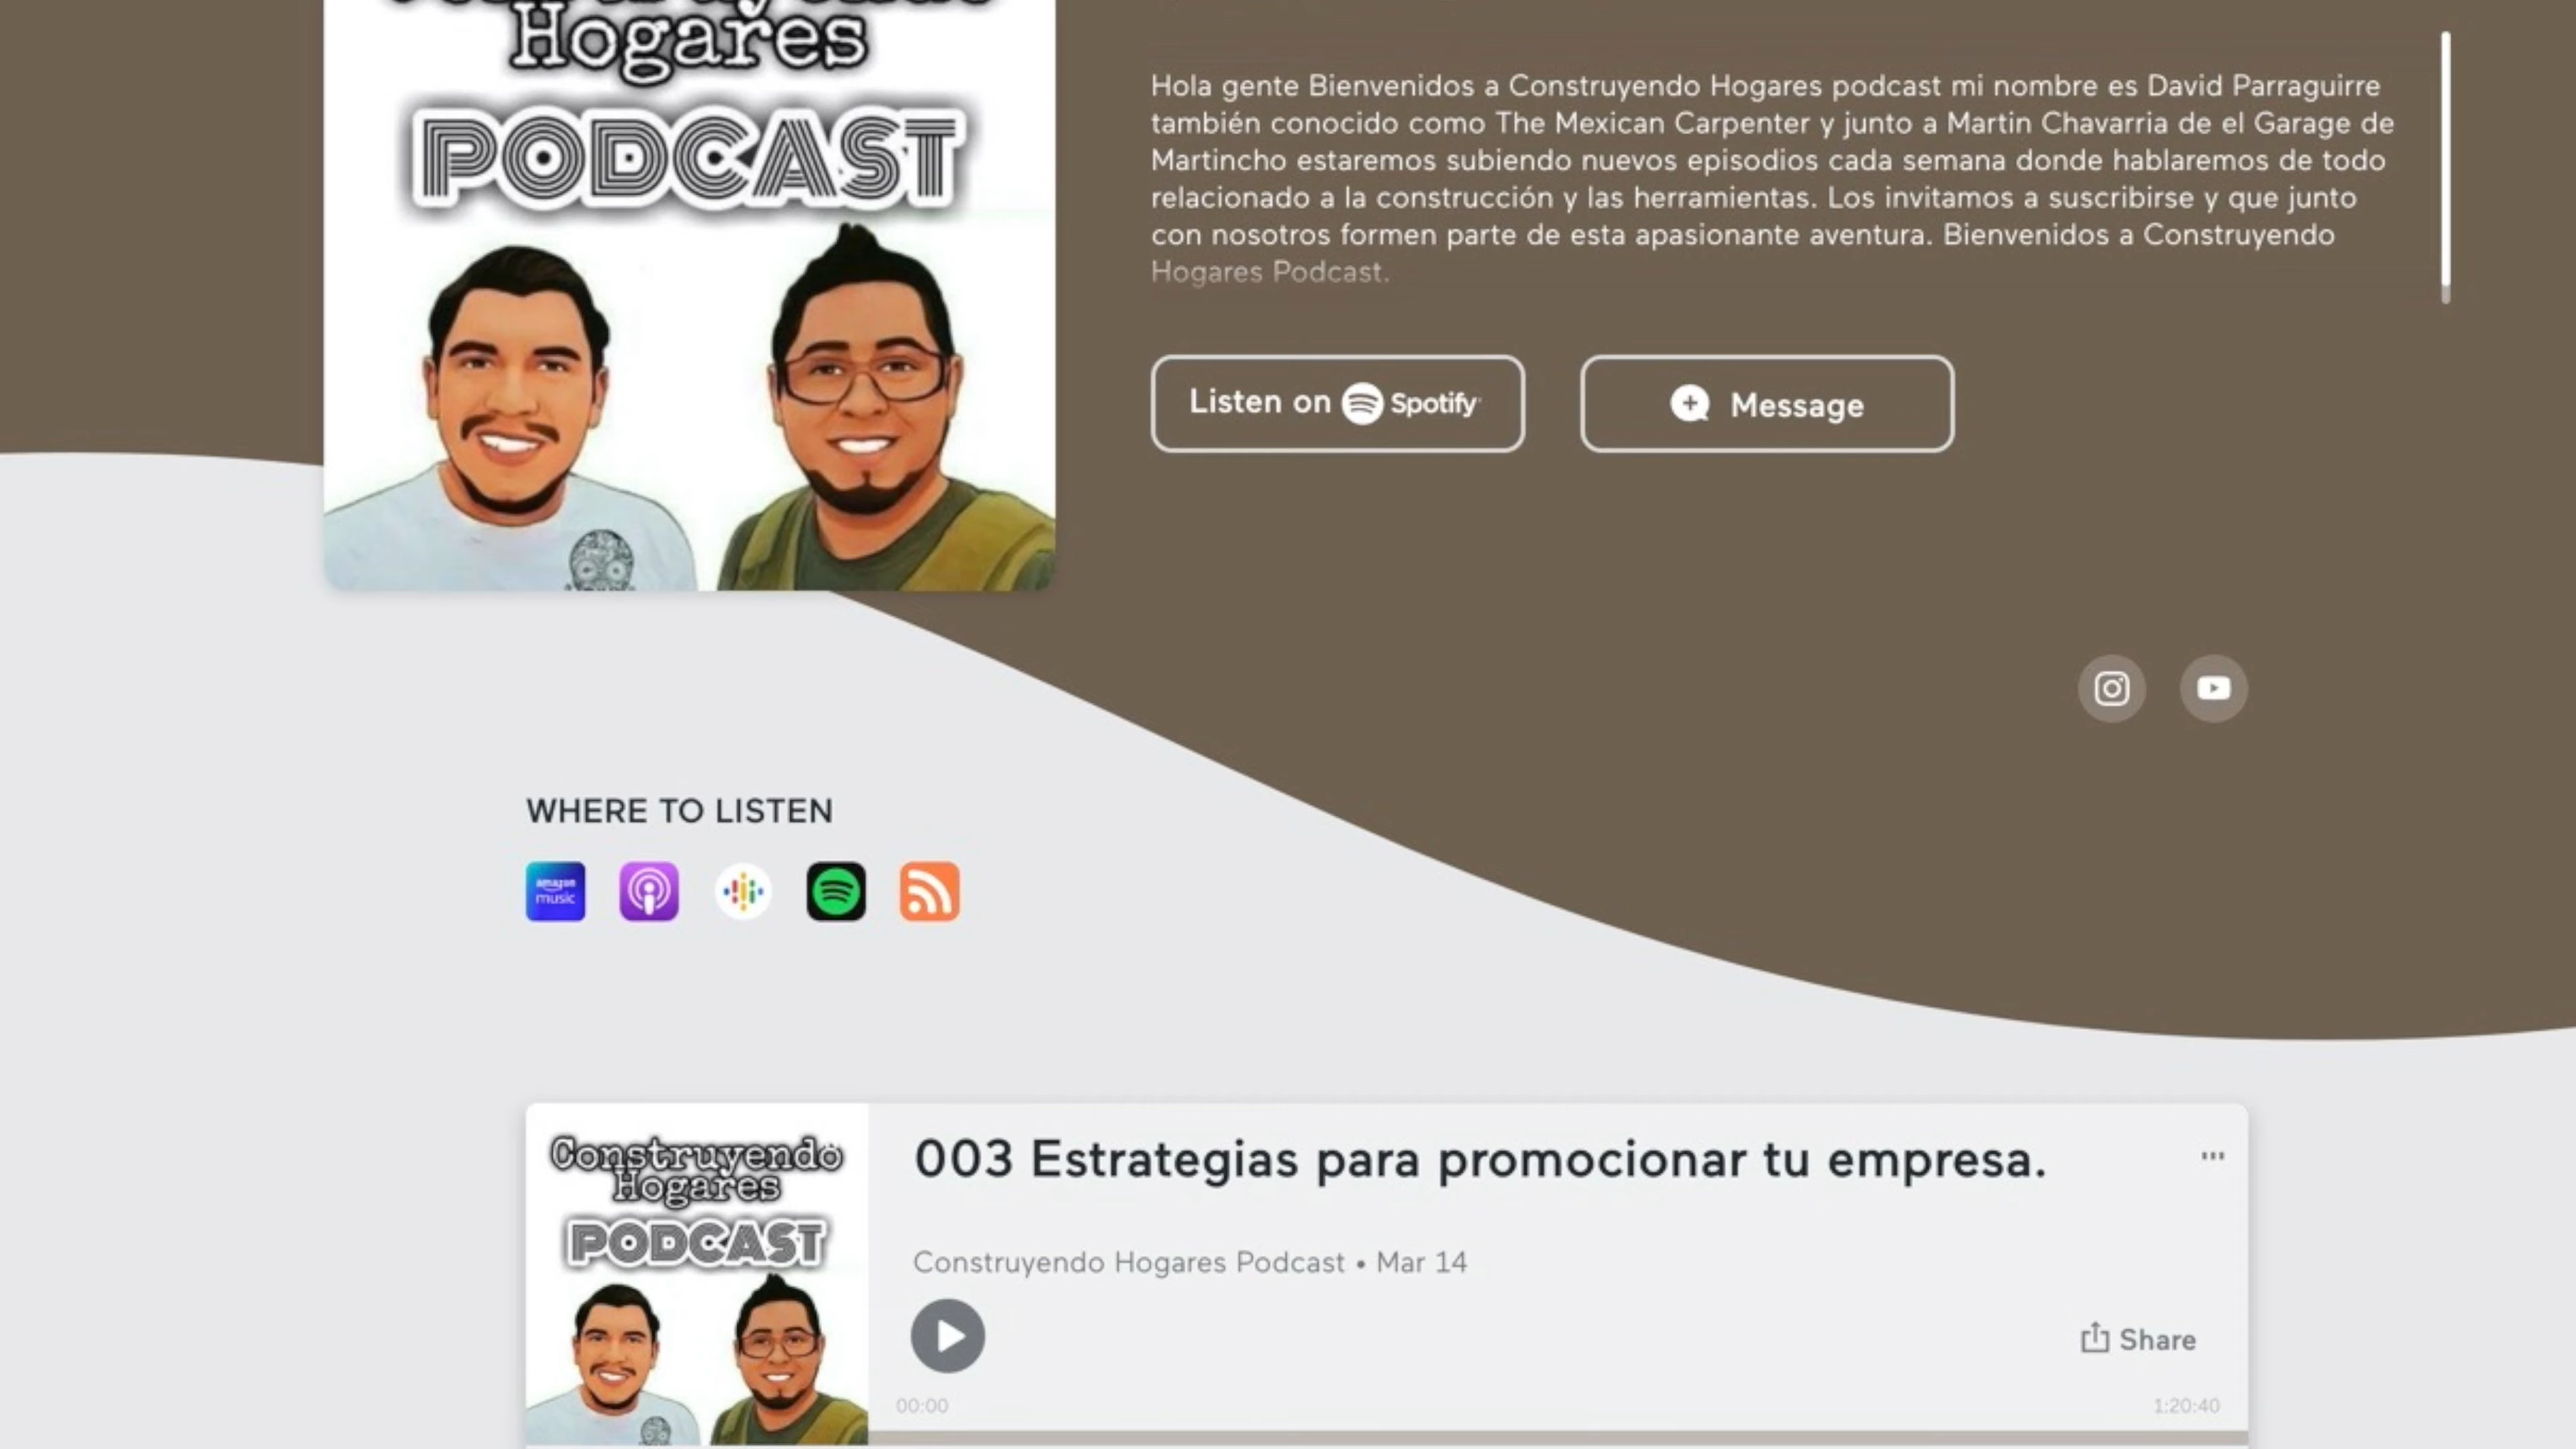 Hogares
PODCAST
Hola gente Bienvenidos a Construyendo Hogares podcast mi nombre es David Parraguirre
también conocido como The Mexican Carpenter y junto a Martin Chavarria de el Garage de
Martincho estaremos subiendo nuevos episodios cada semana donde hablaremos de todo
relacionado a la construcción y las herramientas. Los invitamos a suscribirse y que junto
con nosotros formen parte de esta apasionante aventura. Bienvenidos a Construyendo
Hogares Podcast.
Listen on Spotify
Message
WHERE TO LISTEN
amazon
music
Construyendo
Hogares
PODCAST
003 Estrategias para promocionar tu empresa.
Construyendo Hogares Podcast • Mar 14
Share
00:00
1:20:40